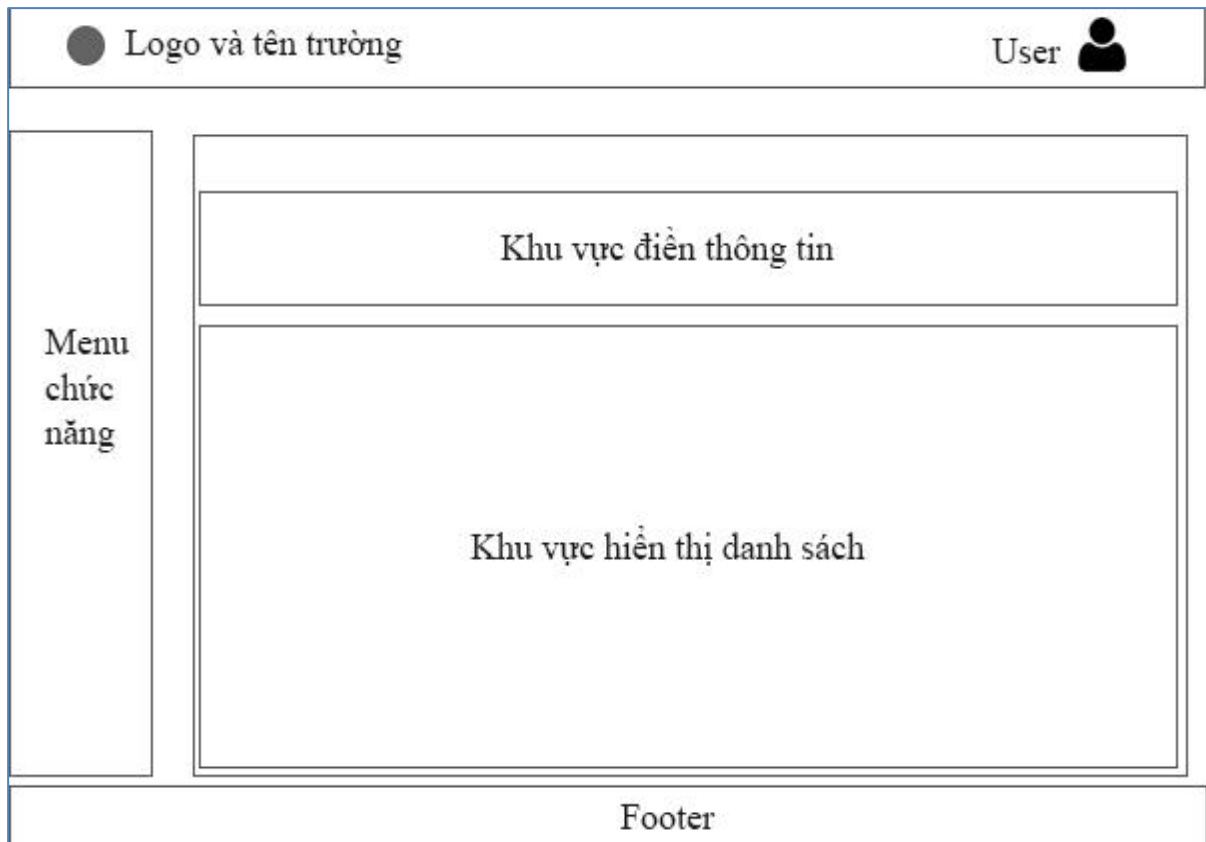 Logo và tên trường
User
Khu vực điền thông tin
Menu
chức
năng
Khu vực hiển thị danh sách
Footer